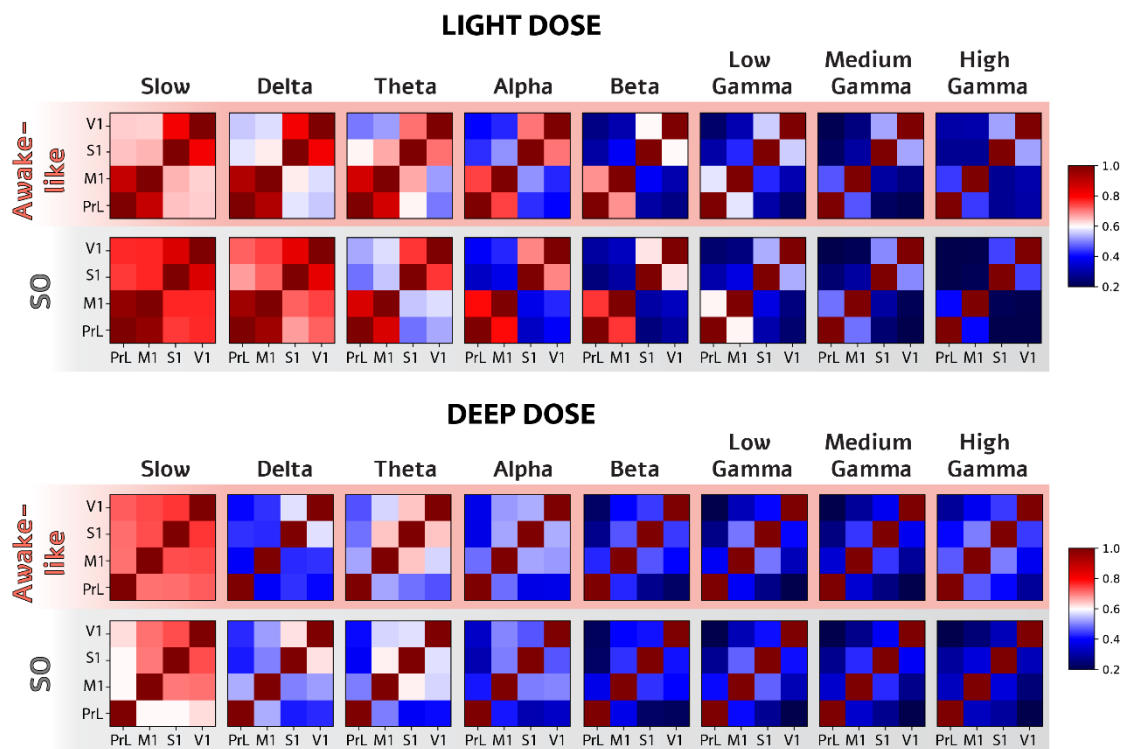 LIGHT DOSE
Slow Delta Theta Alpha Beta Low Gamma Medium Gamma High Gamma
Awake-like
V1
S1
M1
PrL
SO
V1
S1
M1
PrL
PrL M1 S1 V1 PrL M1 S1 V1 PrL M1 S1 V1 PrL M1 S1 V1 PrL M1 S1 V1 PrL M1 S1 V1 PrL M1 S1 V1 PrL M1 S1 V1
1.0
0.8
0.6
0.4
0.2
DEEP DOSE
Slow Delta Theta Alpha Beta Low Gamma Medium Gamma High Gamma
Awake-like
V1
S1
M1
PrL
SO
V1
S1
M1
PrL
PrL M1 S1 V1 PrL M1 S1 V1 PrL M1 S1 V1 PrL M1 S1 V1 PrL M1 S1 V1 PrL M1 S1 V1 PrL M1 S1 V1 PrL M1 S1 V1
1.0
0.8
0.6
0.4
0.2